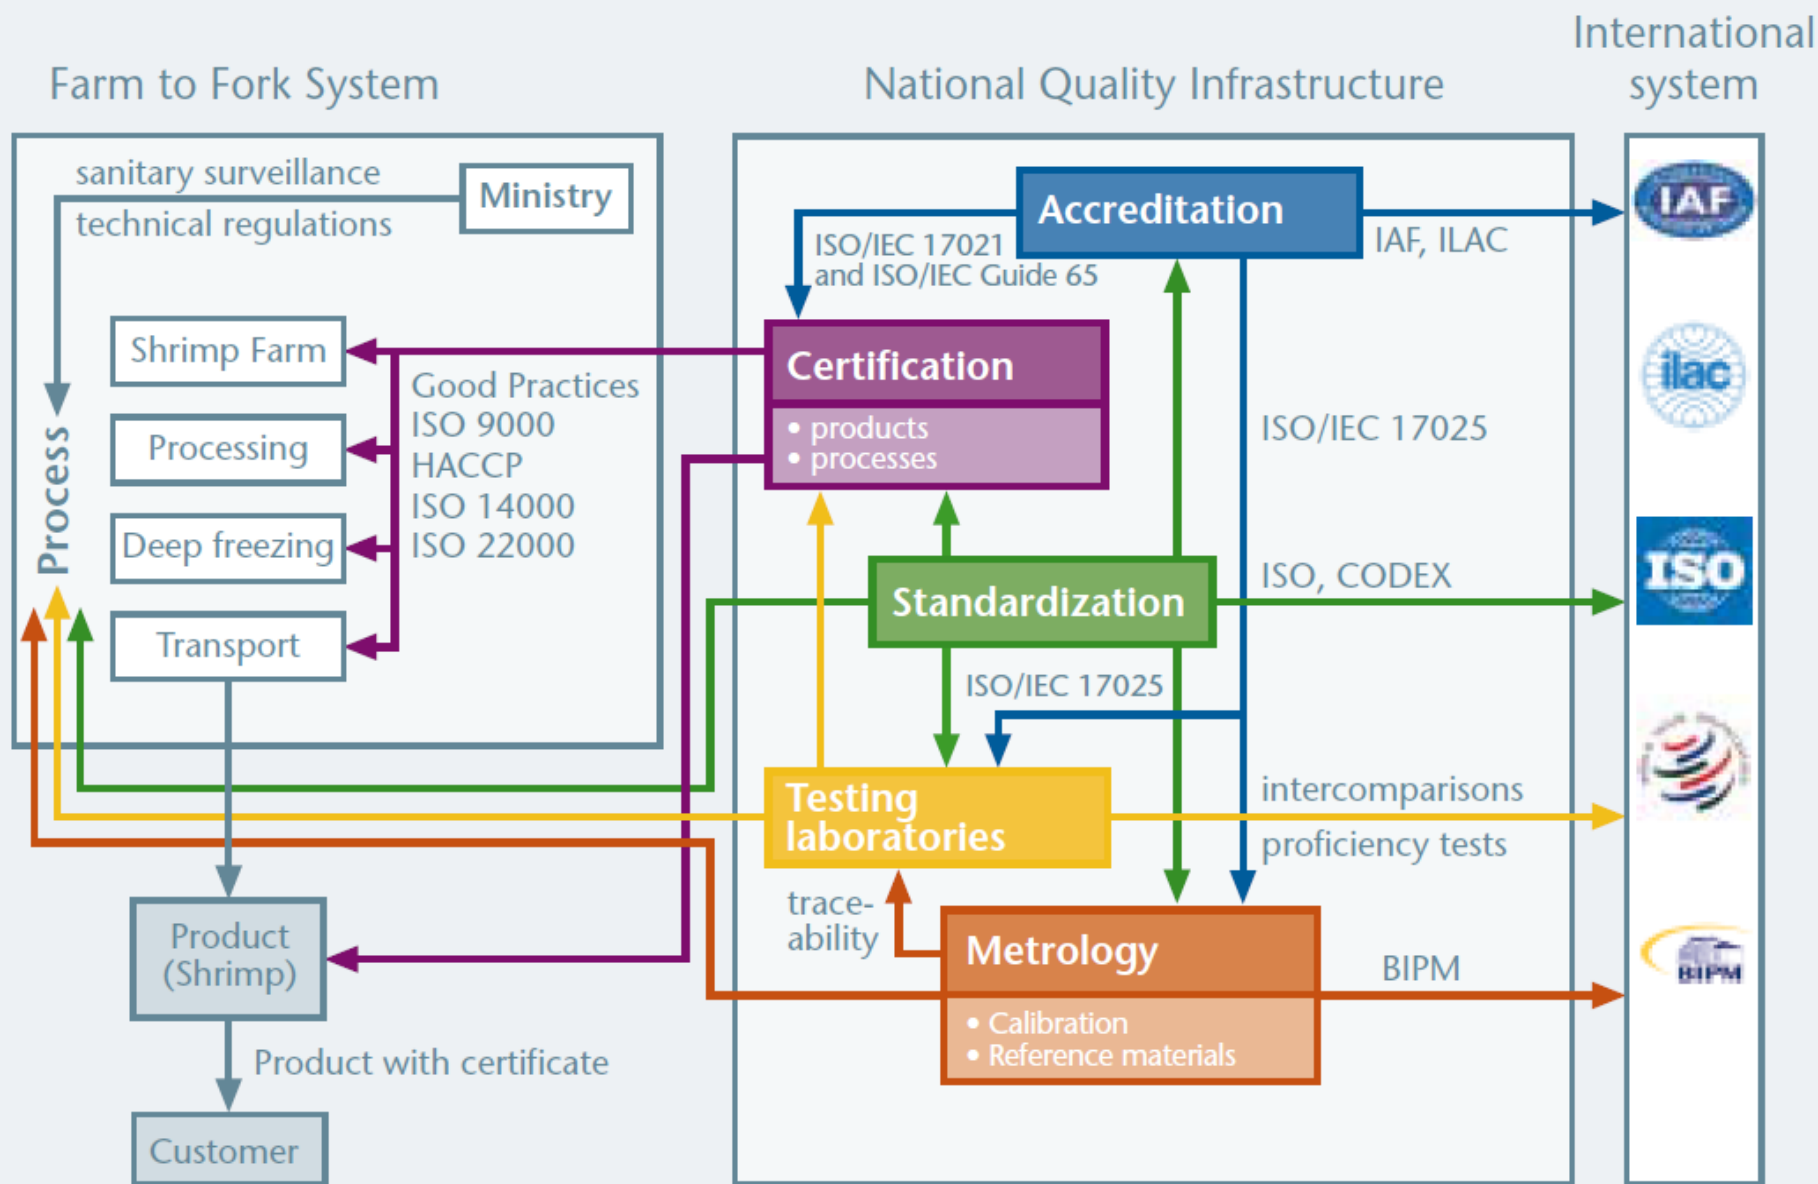 Farm to Fork System
National Quality Infrastructure
International
system
sanitary surveillance
technical regulations
Ministry
Process
Shrimp Farm
Processing
Deep freezing
Transport
Good Practices
ISO 9000
HACCP
ISO 14000
ISO 22000
Product
(Shrimp)
Product with certificate
Customer
Accreditation
IAF, ILAC
ISO/IEC 17021
and ISO/IEC Guide 65
Certification
• products
• processes
ISO/IEC 17025
Standardization
ISO, CODEX
ISO/IEC 17025
Testing
laboratories
intercomparisons
proficiency tests
trace-
ability
Metrology
• Calibration
• Reference materials
BIPM
IAF
ilac
ISO
BIPM